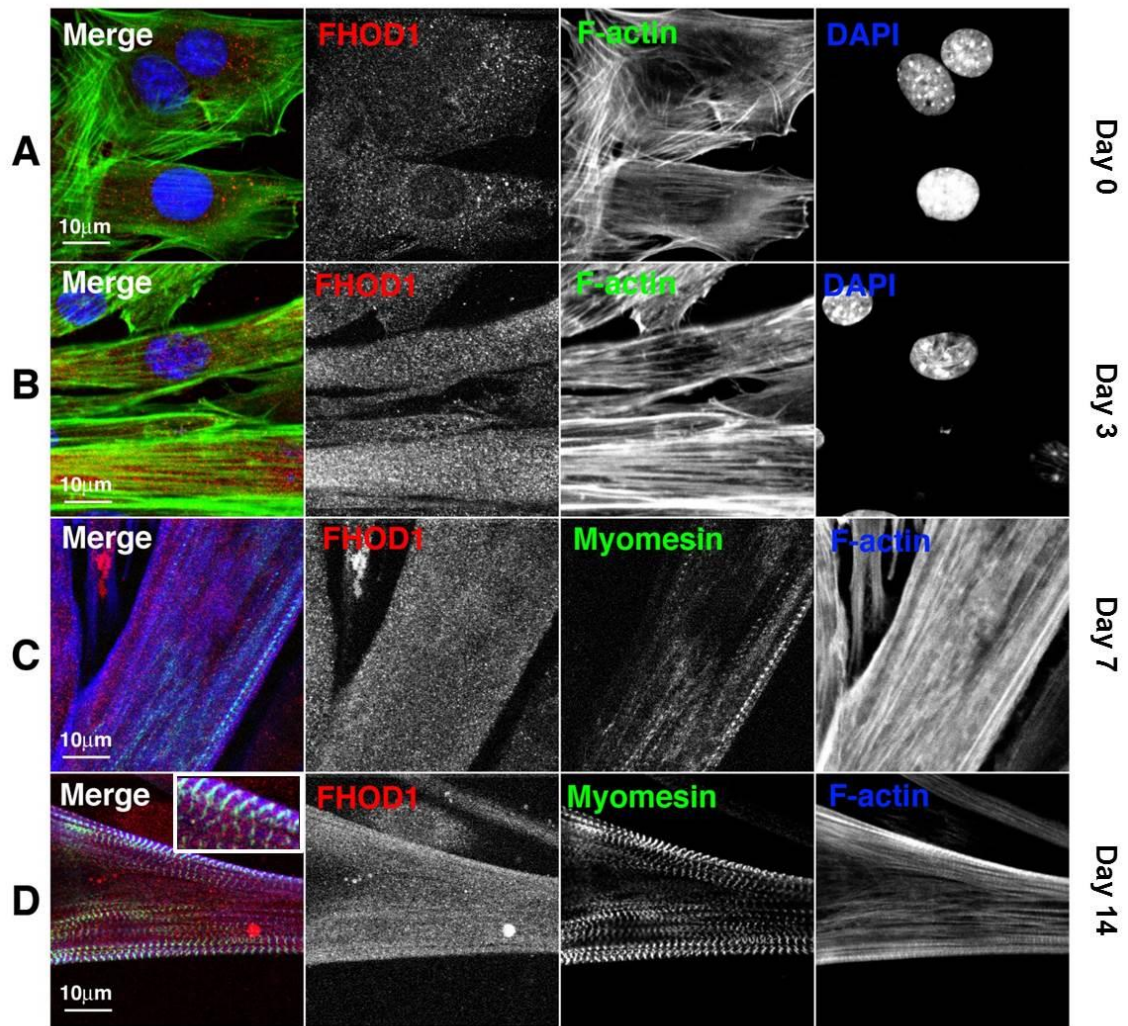 Merge FHOD1 F-actin DAPI
A
10μm
Day 0
Merge FHOD1 F-actin DAPI
B
10μm
Day 3
Merge FHOD1 Myomesin F-actin
C
10μm
Day 7
Merge FHOD1 Myomesin F-actin
D
10μm
Day 14